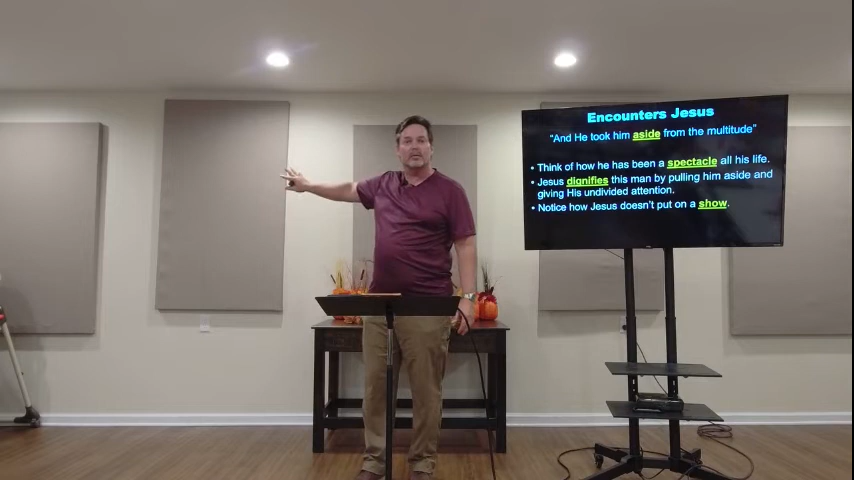 Encounters Jesus
"And He took him aside from the multitude"
• Think of how he has been a spectacle all his life.
• Jesus dignifies this man by pulling him aside and
giving His undivided attention.
• Notice how Jesus doesn't put on a show.